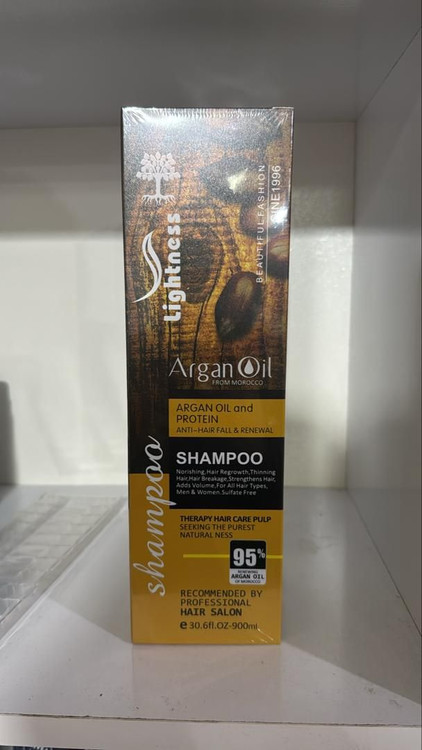 Lightness
BEAUTIFUL.FASHION
Argan Oil
FROM MOROCCO
ARGAN OIL and
PROTEIN
ANTI-HAIR FALL & RENEWAL
SHAMPOO
Norishing,Hair Regrowth,Thinning
Hair,Hair Breakage,Strengthens Hair,
Adds Volume,For All Hair Types,
Men & Women.Sulfate Free
shampoo
THERAPY HAIR CARE PULP
SEEKING THE PUREST
NATURAL NESS
95%
RENEWING
ARGAN OIL
OF MOROCCO
RECOMMENDED BY
PROFESSIONAL
HAIR SALON
e 30.6fl.OZ-900mL